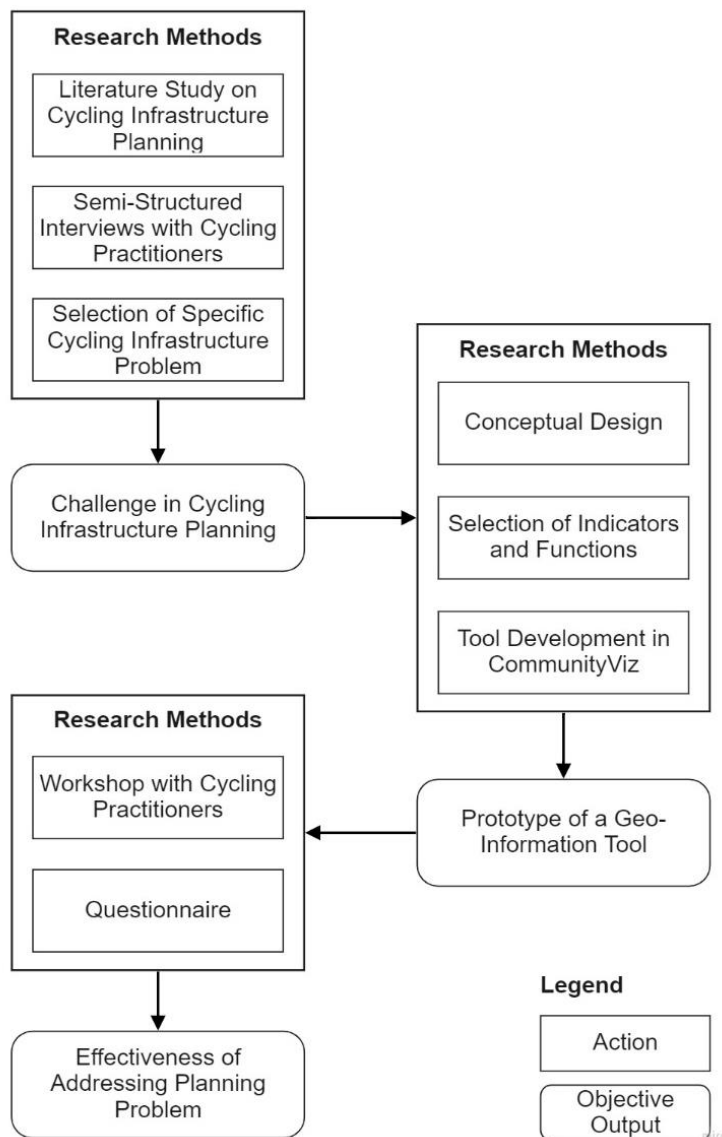 Research Methods
Literature Study on
Cycling Infrastructure
Planning
Semi-Structured
Interviews with Cycling
Practitioners
Selection of Specific
Cycling Infrastructure
Problem
Challenge in Cycling
Infrastructure Planning
Research Methods
Conceptual Design
Selection of Indicators
and Functions
Tool Development in
CommunityViz
Prototype of a Geo-
Information Tool
Research Methods
Workshop with Cycling
Practitioners
Questionnaire
Effectiveness of
Addressing Planning
Problem
Legend
Action
Objective
Output